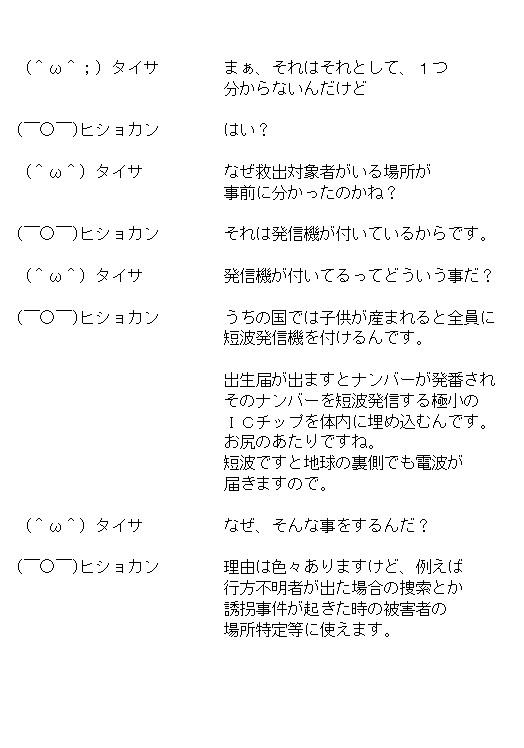 （＾ω＾；）タイサ　　　　まぁ、それはそれとして、１つ
分からないんだけど
(￣○￣)ヒショカン　　　　はい？
（＾ω＾）タイサ　　　　　なぜ救出対象者がいる場所が
事前に分かったのかね？
(￣○￣)ヒショカン　　　　それは発信機が付いているからです。
（＾ω＾）タイサ　　　　　発信機が付いてるってどういう事だ？
(￣○￣)ヒショカン　　　　うちの国では子供が産まれると全員に
短波発信機を付けるんです。
出生届が出ますとナンバーが発番され
そのナンバーを短波発信する極小の
ＩＣチップを体内に埋め込むんです。
お尻のあたりですね。
短波ですと地球の裏側でも電波が
届きますので。
（＾ω＾）タイサ　　　　　なぜ、そんな事をするんだ？
(￣○￣)ヒショカン　　　　理由は色々ありますけど、例えば
行方不明者が出た場合の捜索とか
誘拐事件が起きた時の被害者の
場所特定等に使えます。